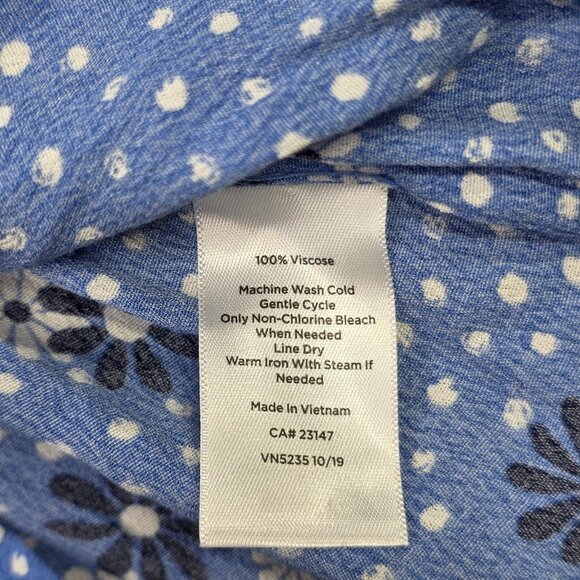 100% Viscose
Machine Wash Cold
Gentle Cycle
Only Non-Chlorine Bleach
When Needed
Line Dry
Warm Iron With Steam If
Needed
Made in Vietnam
CA# 23147
VN5235 10/19